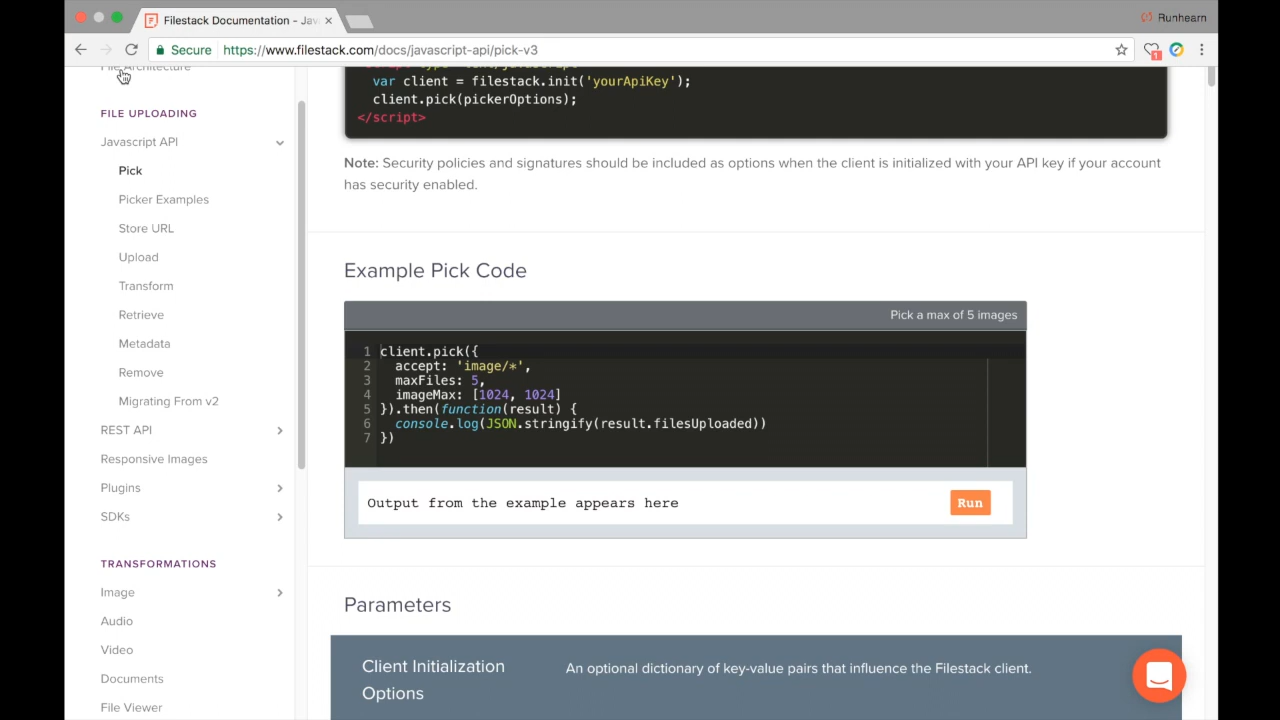 Filestack Documentation - Jav
Runhearn
Secure
https://www.filestack.com/docs/javascript-api/pick-v3
File Architecture
FILE UPLOADING
Javascript API
Pick
Picker Examples
Store URL
Upload
Transform
Retrieve
Metadata
Remove
Migrating From v2
REST API
Responsive Images
Plugins
SDKs
TRANSFORMATIONS
Image
Audio
Video
Documents
File Viewer
var client = filestack.init('yourApiKey');
client.pick(pickerOptions);
</script>
Note: Security policies and signatures should be included as options when the client is initialized with your API key if your account
has security enabled.
Example Pick Code
Pick a max of 5 images
1 client.pick({
2 accept: 'image/*',
3 maxFiles: 5,
4 imageMax: [1024, 1024]
5 }).then(function(result) {
6 console.log(JSON.stringify(result.filesUploaded))
7 })
Output from the example appears here
Run
Parameters
Client Initialization
Options
An optional dictionary of key-value pairs that influence the Filestack client.
1